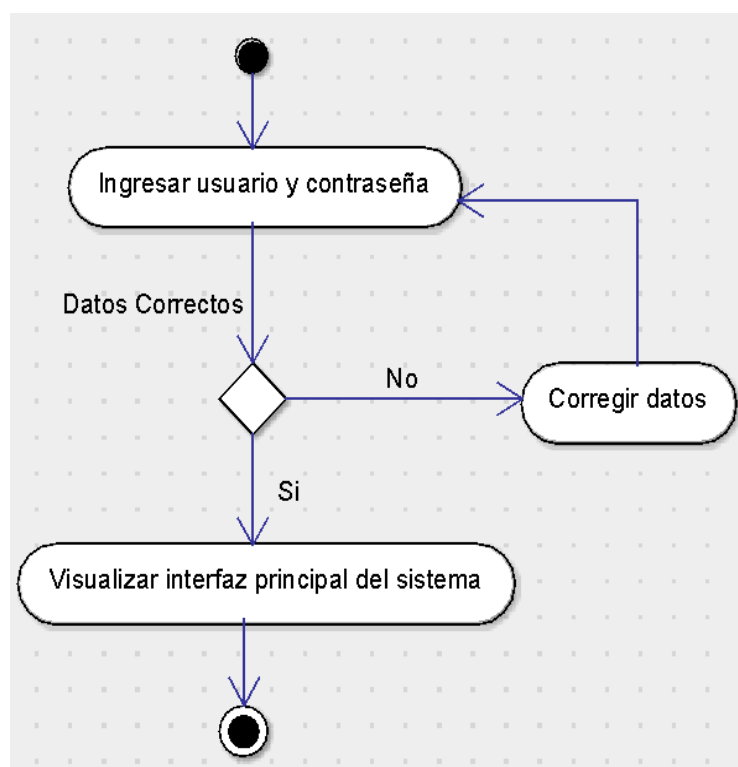 Ingresar usuario y contraseña
Datos Correctos
No
Corregir datos
Si
Visualizar interfaz principal del sistema